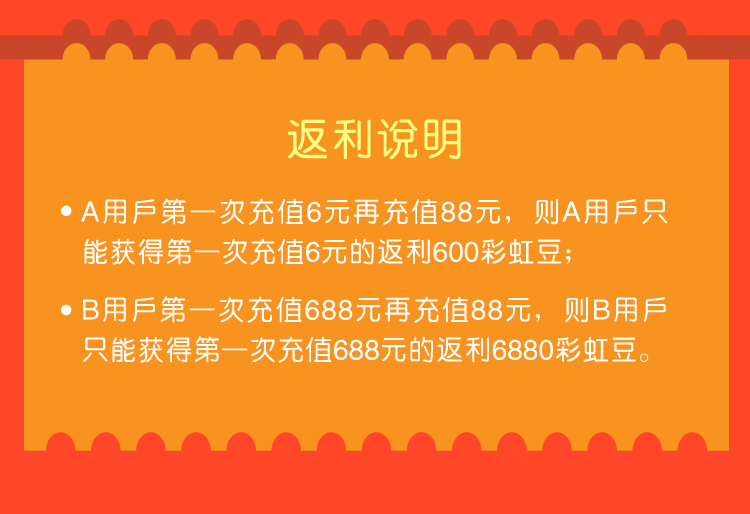 返利说明
• A用戶第一次充值6元再充值88元，则A用戶只
能获得第一次充值6元的返利600彩虹豆；
• B用戶第一次充值688元再充值88元，则B用戶
只能获得第一次充值688元的返利6880彩虹豆。